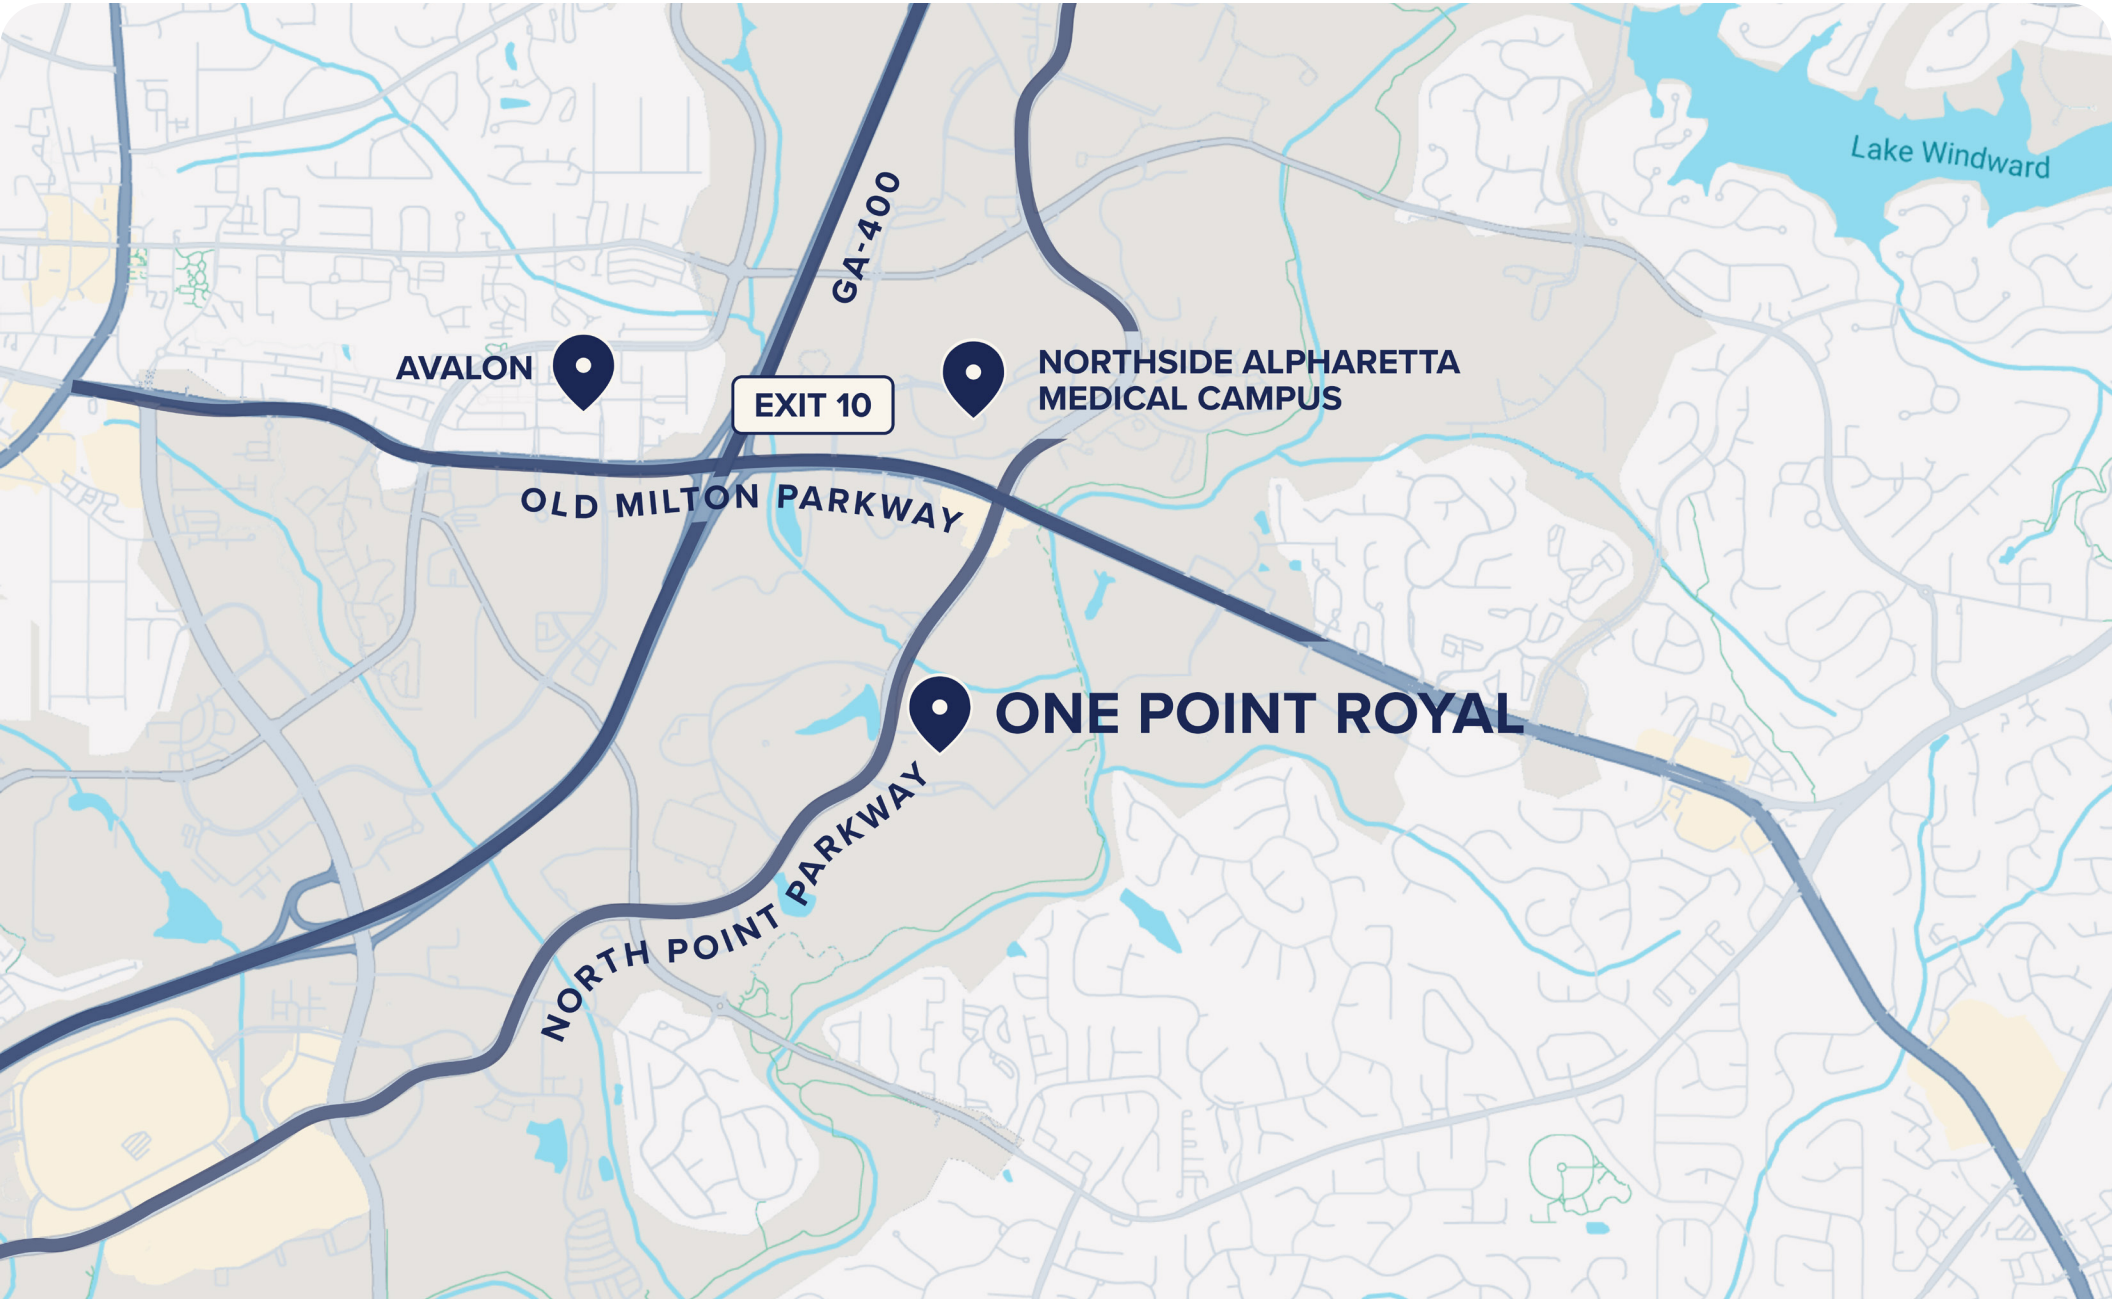 Lake Windward
GA-400
AVALON
NORTHSIDE ALPHARETTA
MEDICAL CAMPUS
EXIT 10
OLD MILTON PARKWAY
ONE POINT ROYAL
NORTH POINT PARKWAY